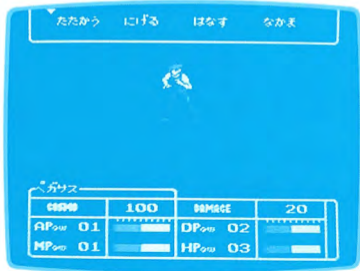 たたかう にげる はなす なかま
ペガサス
COSMO 100 DAMAGE 20
APow 01 DPow 02
MPow 01 HPow 03